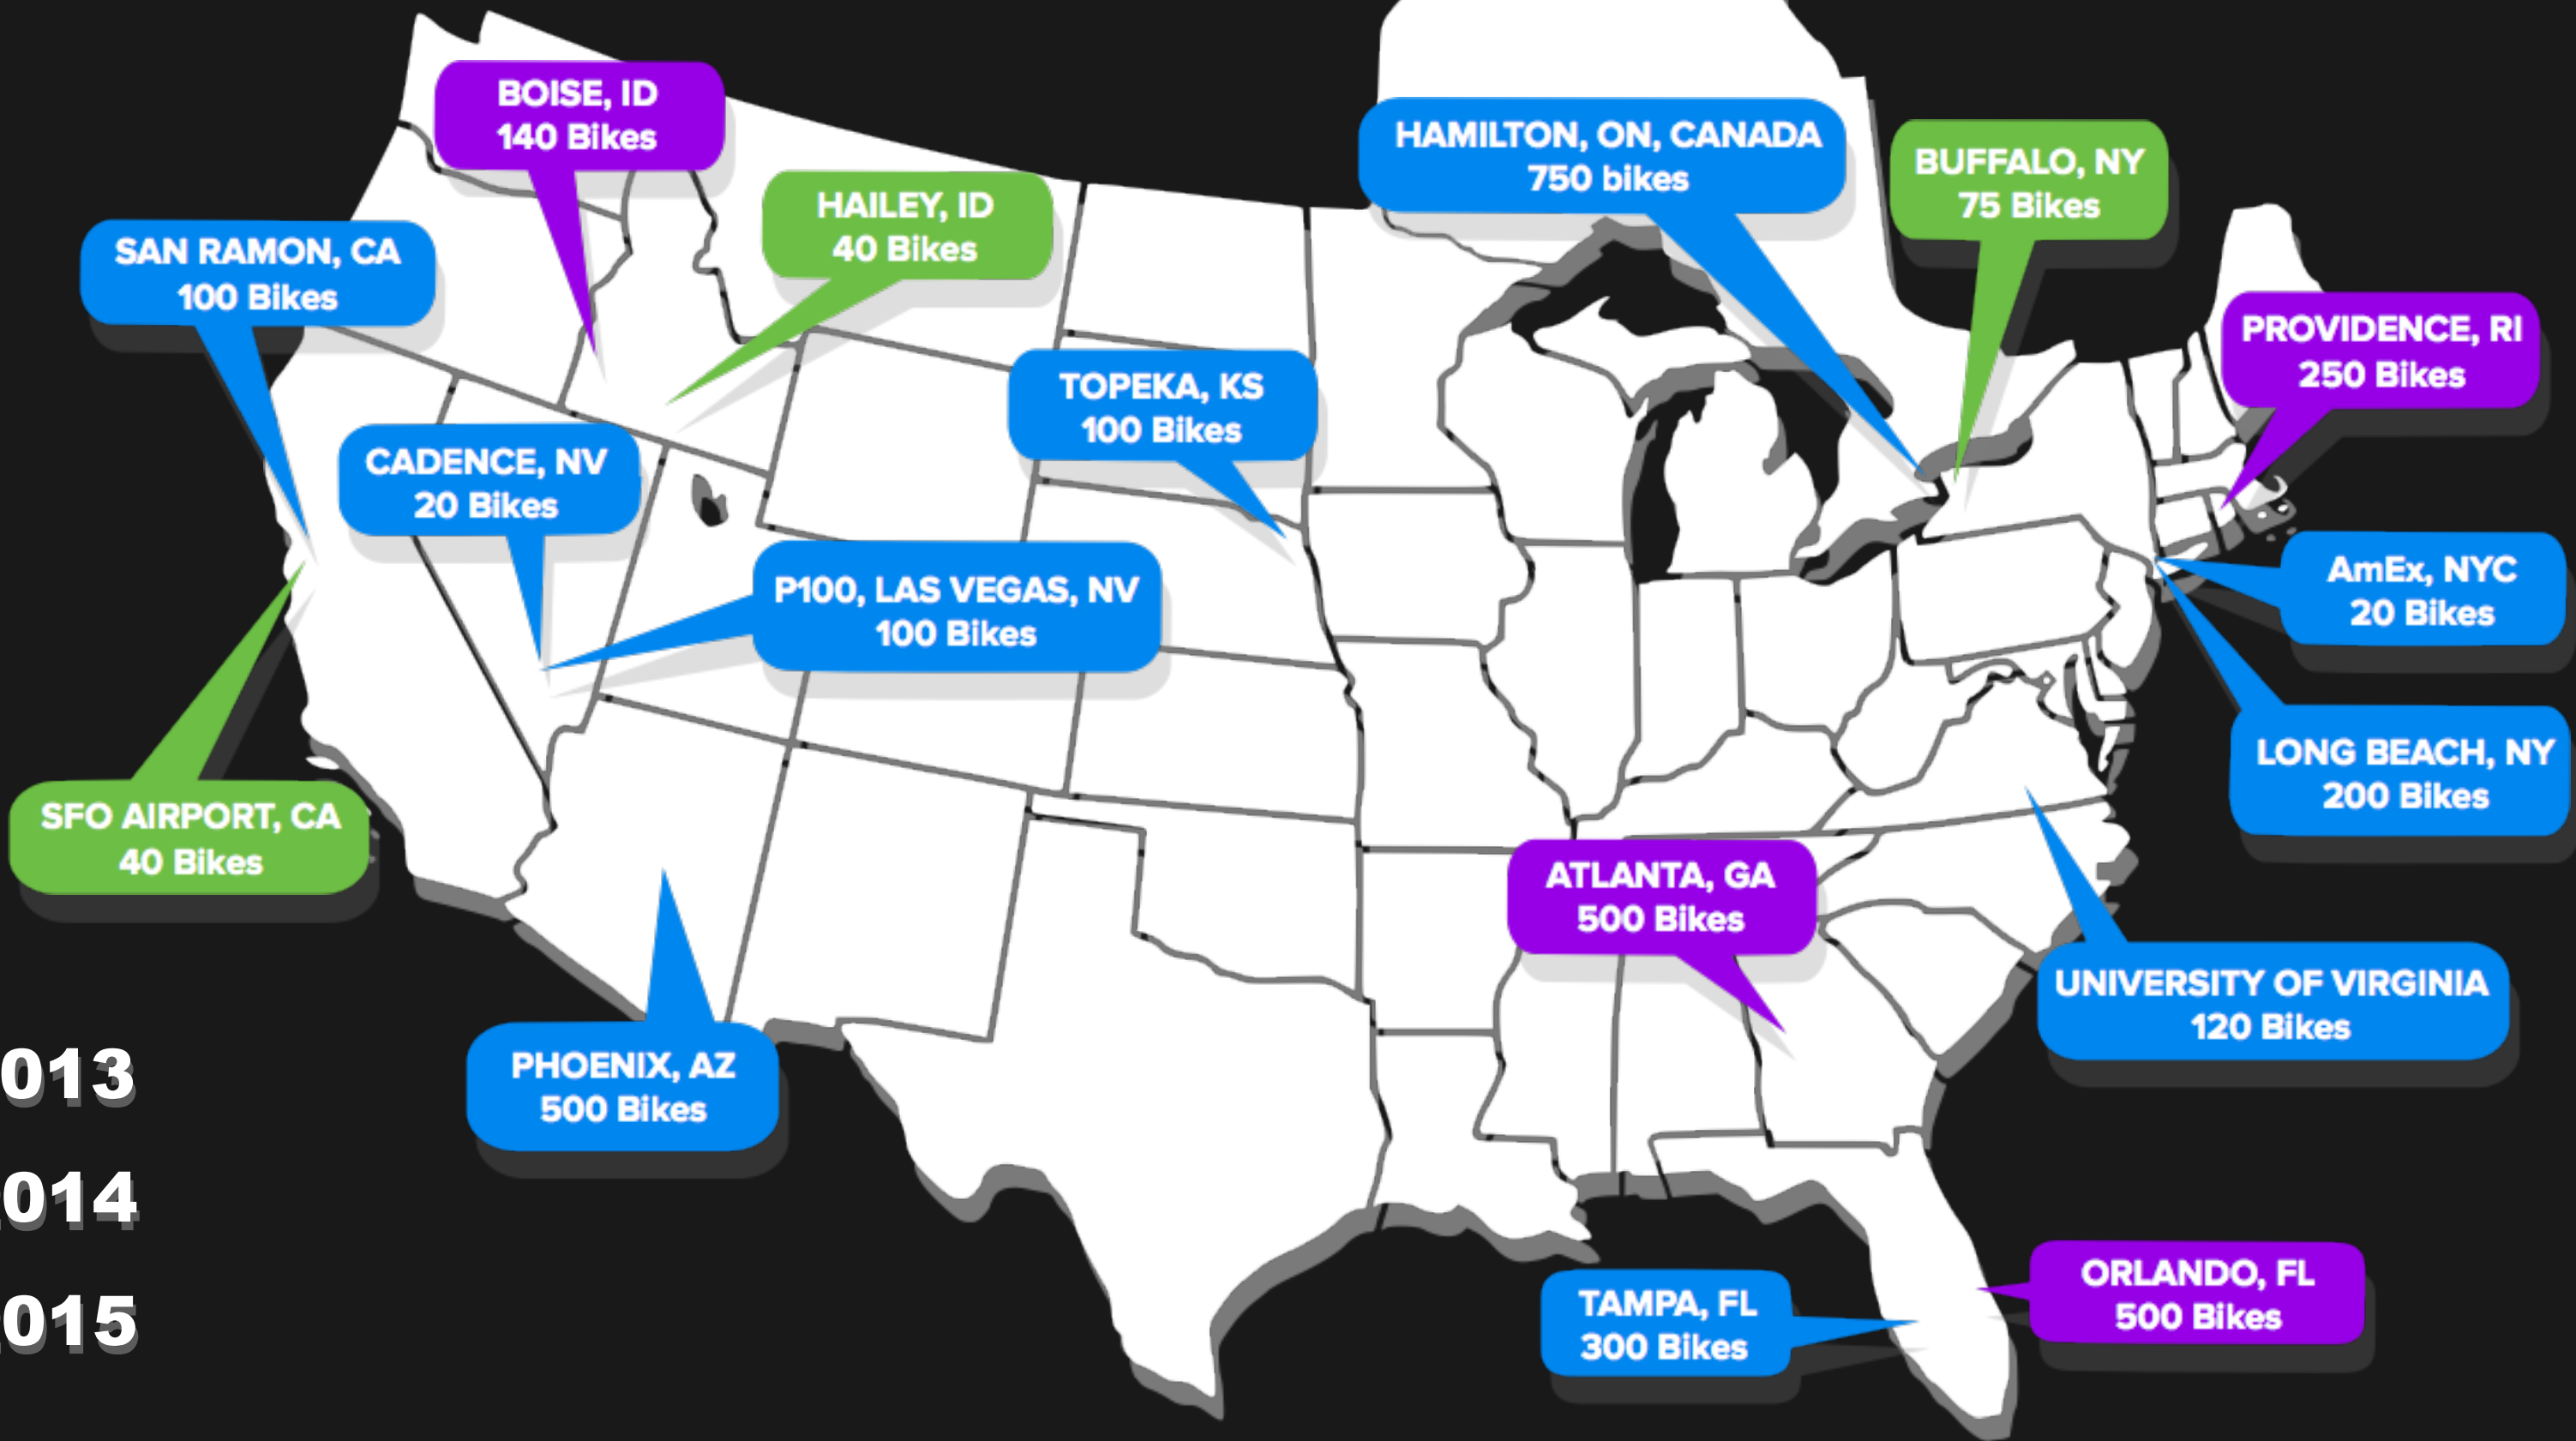 BOISE, ID
140 Bikes
HAMILTON, ON, CANADA
750 bikes
BUFFALO, NY
75 Bikes
HAILEY, ID
40 Bikes
SAN RAMON, CA
100 Bikes
PROVIDENCE, RI
250 Bikes
TOPEKA, KS
100 Bikes
CADENCE, NV
20 Bikes
P100, LAS VEGAS, NV
100 Bikes
AmEx, NYC
20 Bikes
LONG BEACH, NY
200 Bikes
SFO AIRPORT, CA
40 Bikes
ATLANTA, GA
500 Bikes
UNIVERSITY OF VIRGINIA
120 Bikes
PHOENIX, AZ
500 Bikes
013
014
015
ORLANDO, FL
500 Bikes
TAMPA, FL
300 Bikes